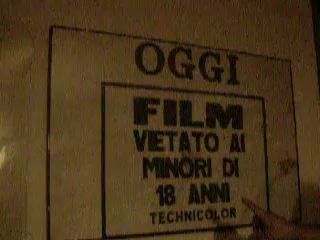 OGGI
FILM
VIETATO AI
MINORI DI
18 ANNI
TECHNICOLOR